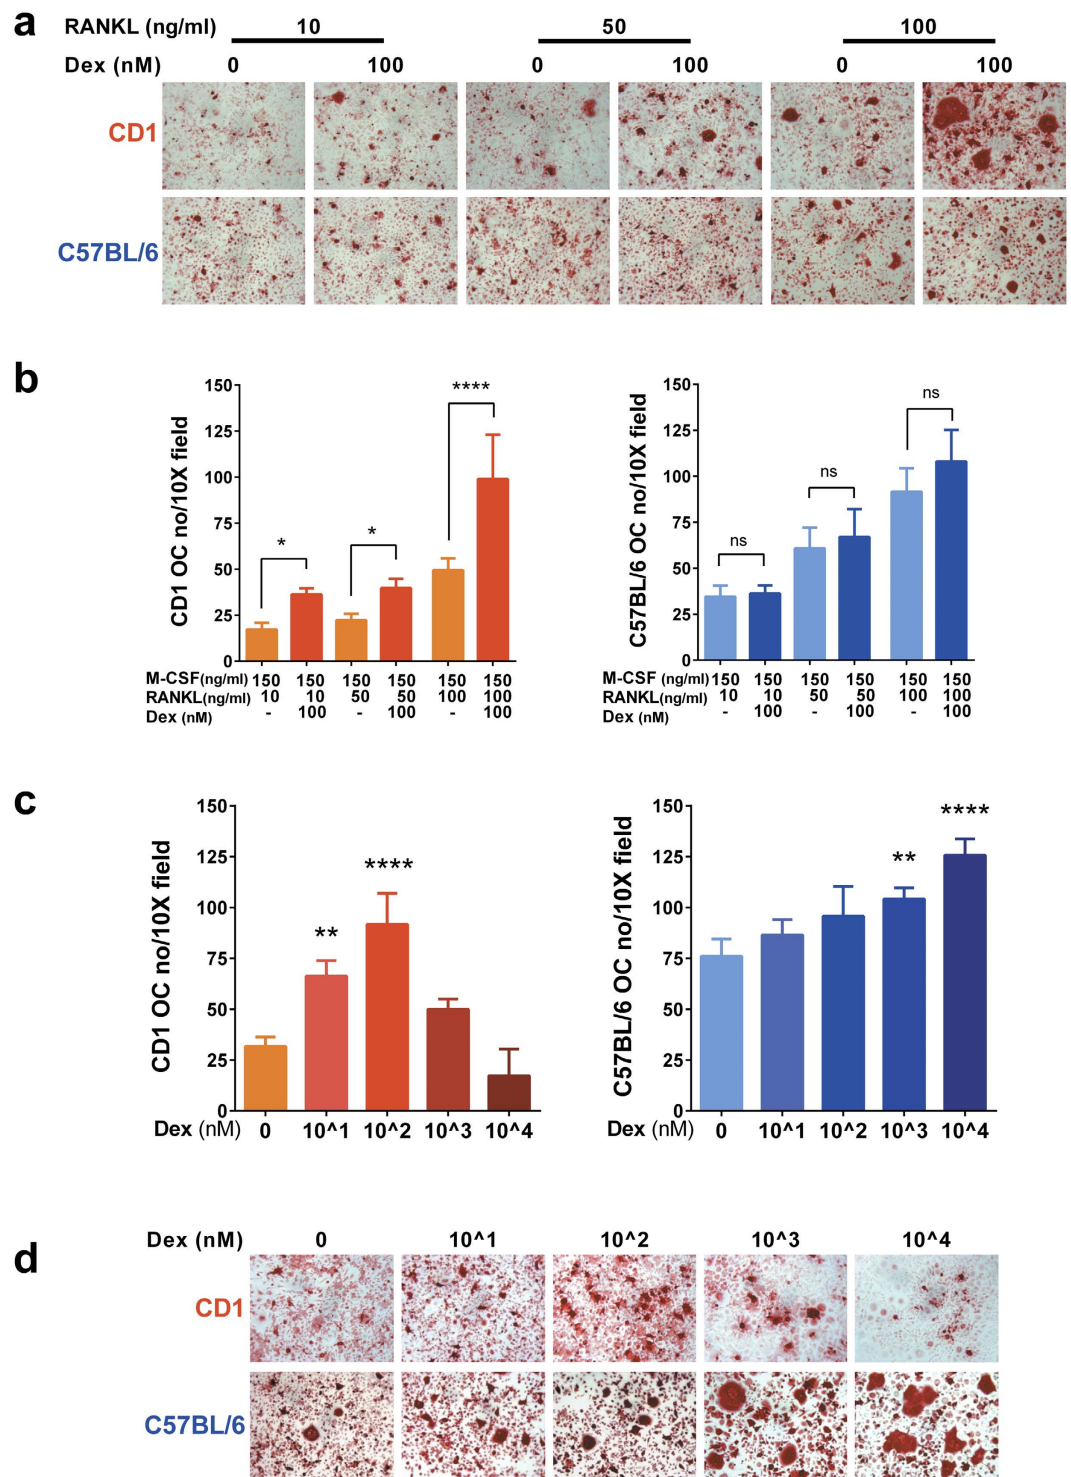 a
RANKL (ng/ml) 10 50 100
Dex (nM) 0 100 0 100 0 100
CD1
C57BL/6
b
CD1 OC no/10X field
150
125
100
75
50
25
0
* * ****
M-CSF(ng/ml) 150 150 150 150 150 150
RANKL(ng/ml) 10 10 50 50 100 100
Dex (nM) - 100 - 100 - 100
C57BL/6 OC no/10X field
150
125
100
75
50
25
0
ns ns ns
M-CSF(ng/ml) 150 150 150 150 150 150
RANKL(ng/ml) 10 10 50 50 100 100
Dex (nM) - 100 - 100 - 100
c
CD1 OC no/10X field
150
125
100
75
50
25
0
** ****
Dex (nM) 0 10^1 10^2 10^3 10^4
C57BL/6 OC no/10X field
150
125
100
75
50
25
0
** ****
Dex (nM) 0 10^1 10^2 10^3 10^4
d
Dex (nM) 0 10^1 10^2 10^3 10^4
CD1
C57BL/6